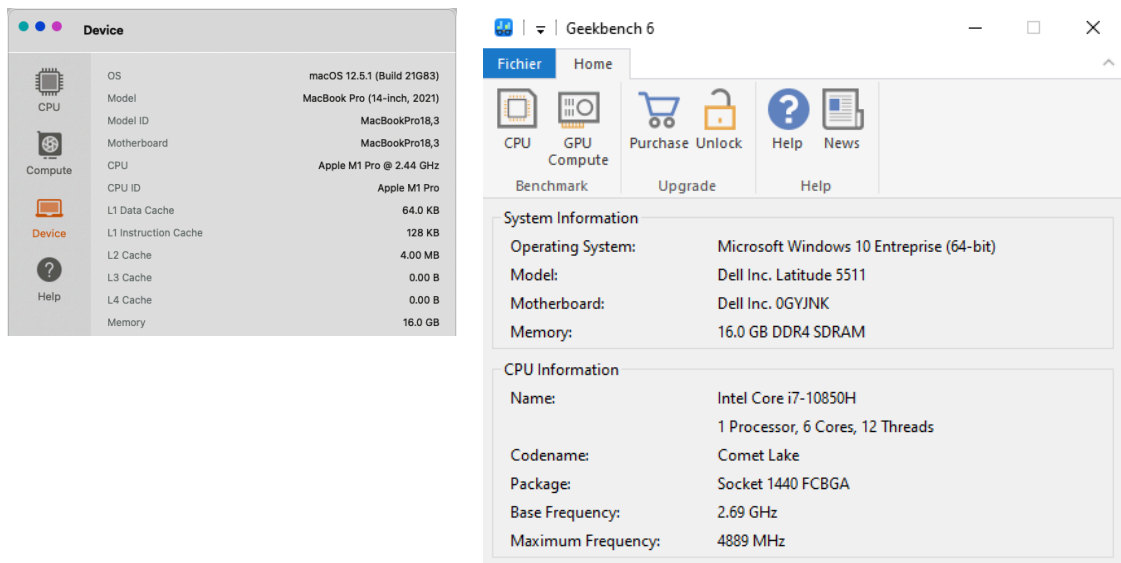 Device
CPU
Compute
Device
Help
OS macOS 12.5.1 (Build 21G83)
Model MacBook Pro (14-inch, 2021)
Model ID MacBookPro18,3
Motherboard MacBookPro18,3
CPU Apple M1 Pro @ 2.44 GHz
CPU ID Apple M1 Pro
L1 Data Cache 64.0 KB
L1 Instruction Cache 128 KB
L2 Cache 4.00 MB
L3 Cache 0.00 B
L4 Cache 0.00 B
Memory 16.0 GB
Geekbench 6
Fichier Home
CPU GPU Compute Purchase Unlock Help News
Benchmark Upgrade Help
System Information
Operating System: Microsoft Windows 10 Entreprise (64-bit)
Model: Dell Inc. Latitude 5511
Motherboard: Dell Inc. 0GYJNK
Memory: 16.0 GB DDR4 SDRAM
CPU Information
Name: Intel Core i7-10850H
1 Processor, 6 Cores, 12 Threads
Codename: Comet Lake
Package: Socket 1440 FCBGA
Base Frequency: 2.69 GHz
Maximum Frequency: 4889 MHz